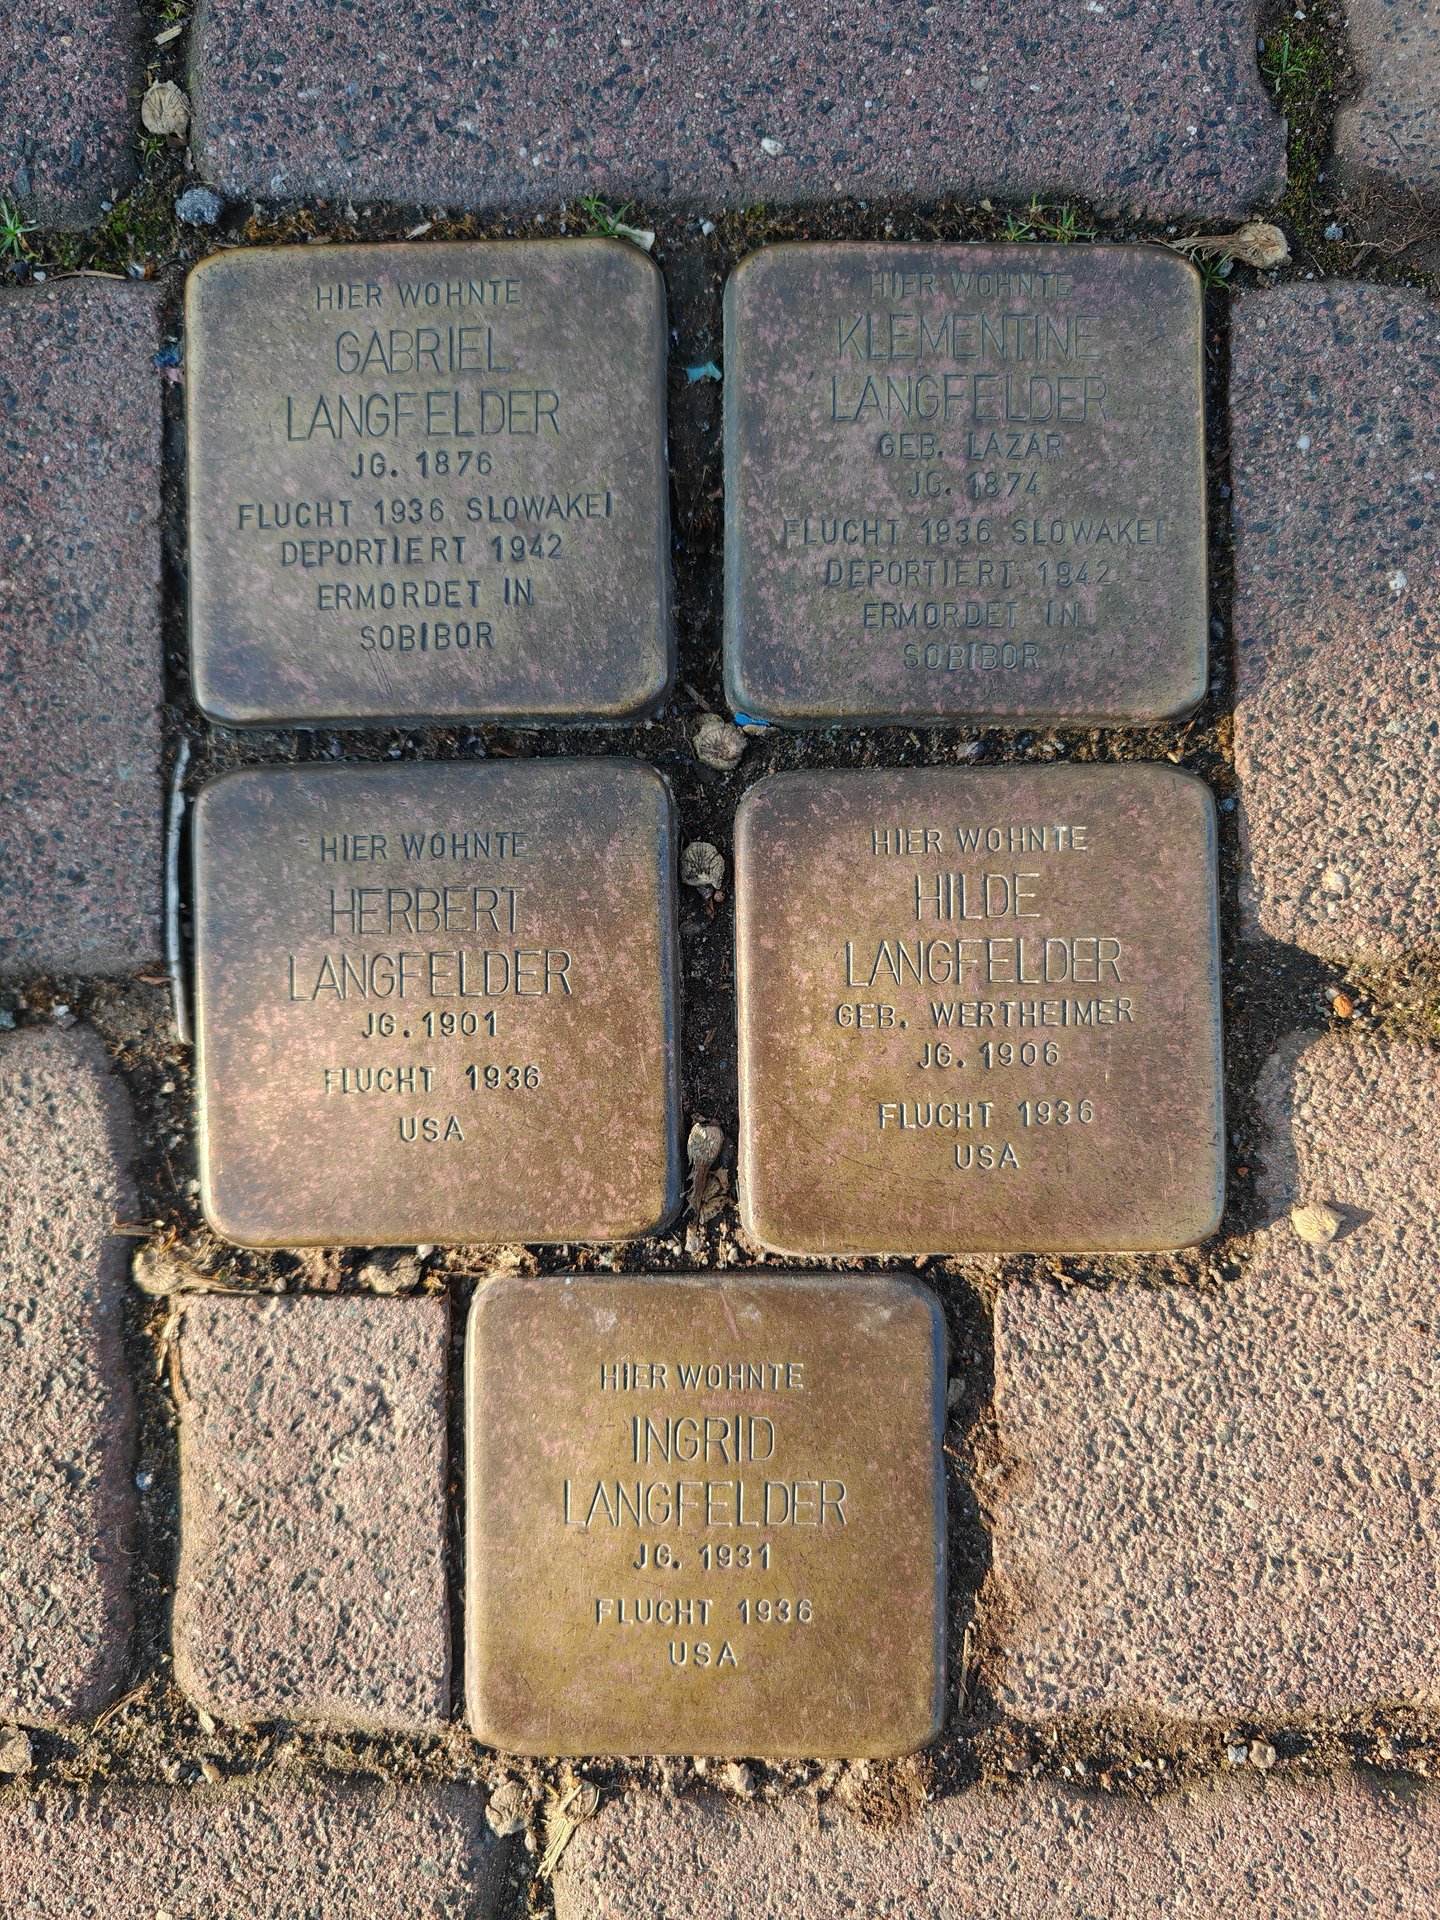 HIER WOHNTE
GABRIEL
LANGFELDER
JG. 1876
FLUCHT 1936 SLOWAKEI
DEPORTIERT 1942
ERMORDET IN
SOBIBOR
HIER WOHNTE
KLEMENTINE
LANGFELDER
GEB. LAZAR
JG. 1874
FLUCHT 1936 SLOWAKEI
DEPORTIERT 1942
ERMORDET IN
SOBIBOR
HIER WOHNTE
HERBERT
LANGFELDER
JG. 1901
FLUCHT 1936
USA
HIER WOHNTE
HILDE
LANGFELDER
GEB. WERTHEIMER
JG. 1906
FLUCHT 1936
USA
HIER WOHNTE
INGRID
LANGFELDER
JG. 1931
FLUCHT 1936
USA